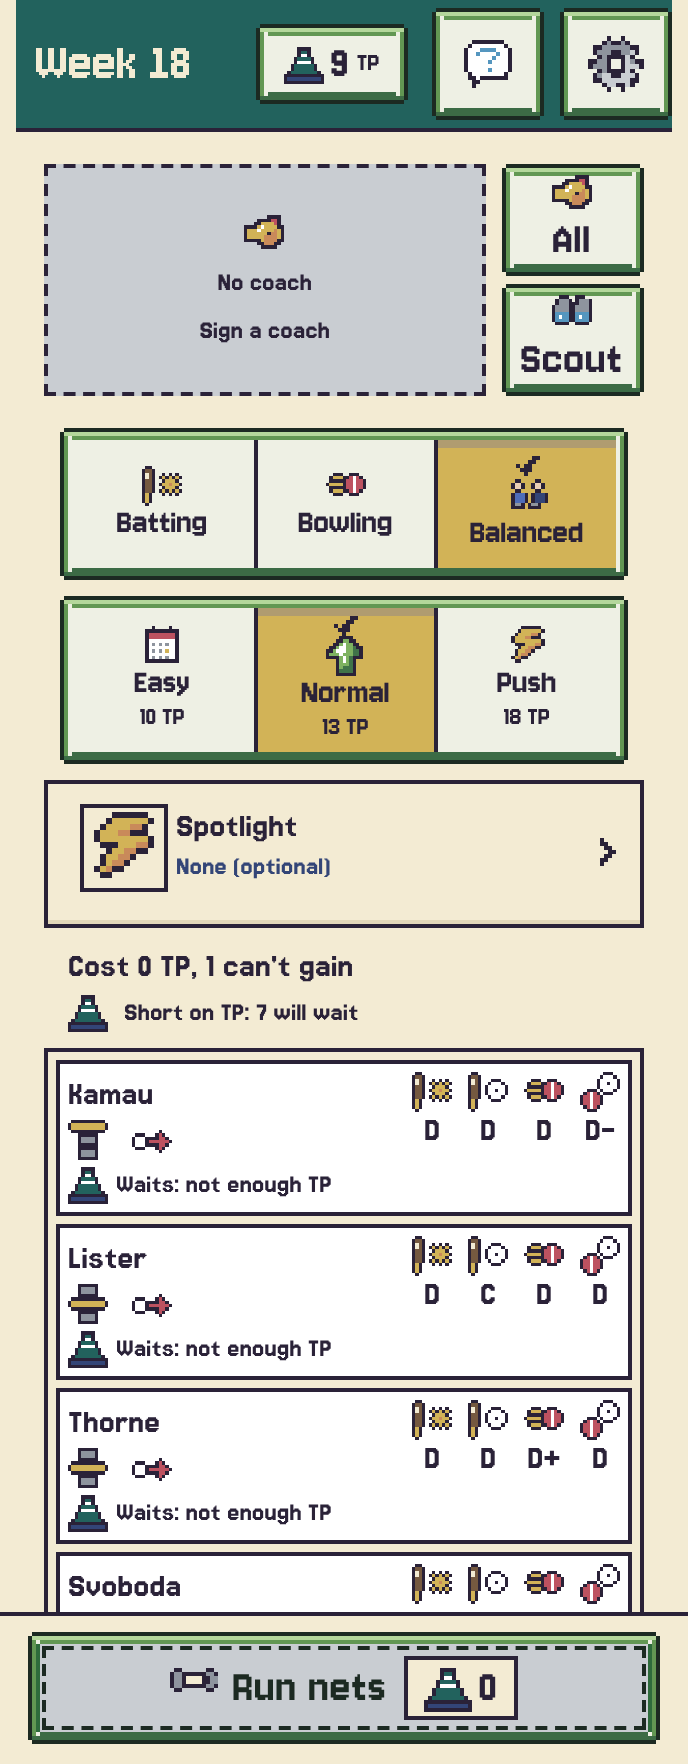 Week 18
9 TP
?
No coach
Sign a coach
All
Scout
Batting
Bowling
Balanced
Easy
10 TP
Normal
13 TP
Push
18 TP
Spotlight
None (optional)
Cost 0 TP, 1 can't gain
Short on TP: 7 will wait
Kamau
D D D D-
Waits: not enough TP
Lister
D C D D
Waits: not enough TP
Thorne
D D D+ D
Waits: not enough TP
Svoboda
Run nets 0